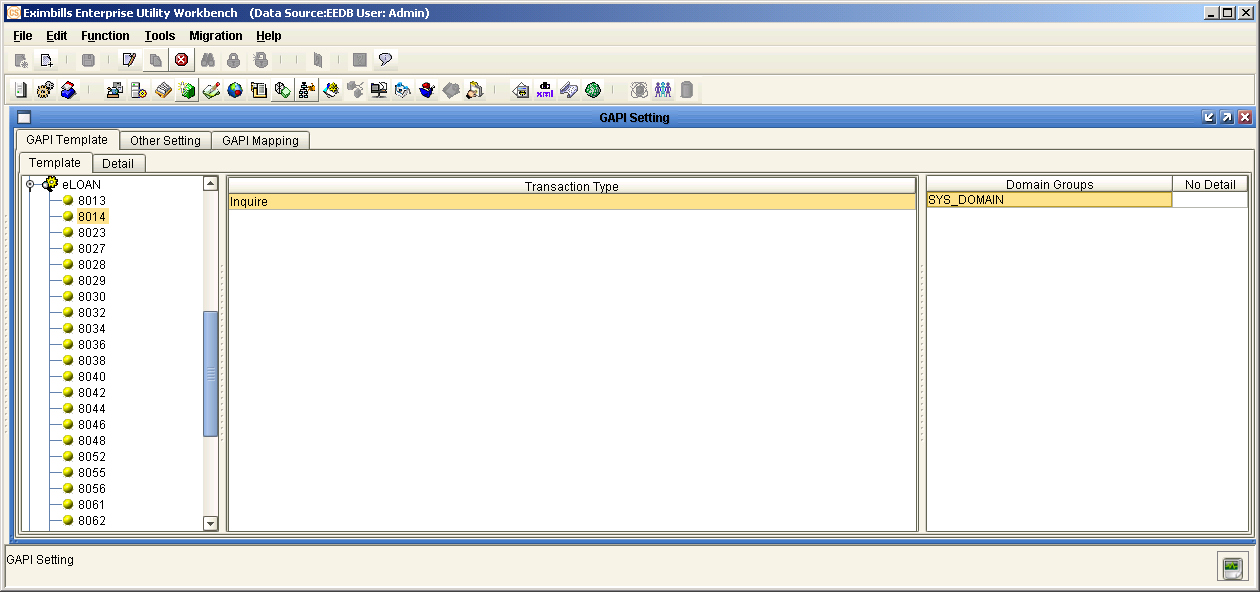 CS Eximbills Enterprise Utility Workbench (Data Source:EEDB User: Admin)
File Edit Function Tools Migration Help
xml
GAPI Setting
GAPI Template Other Setting GAPI Mapping
Template Detail
eLOAN
8013
8014
8023
8027
8028
8029
8030
8032
8034
8036
8038
8040
8042
8044
8046
8048
8052
8055
8056
8061
8062
Transaction Type
Inquire
Domain Groups No Detail
SYS_DOMAIN
GAPI Setting